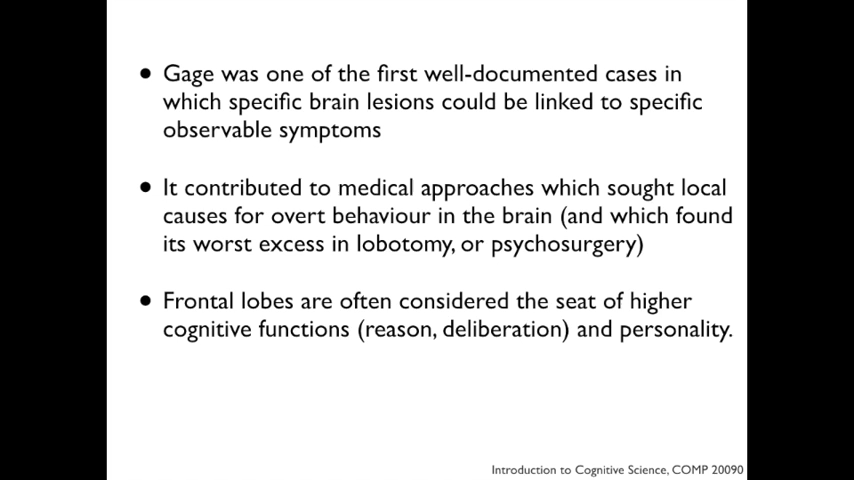 • Gage was one of the first well-documented cases in
which specific brain lesions could be linked to specific
observable symptoms
• It contributed to medical approaches which sought local
causes for overt behaviour in the brain (and which found
its worst excess in lobotomy, or psychosurgery)
• Frontal lobes are often considered the seat of higher
cognitive functions (reason, deliberation) and personality.
Introduction to Cognitive Science, COMP 20090